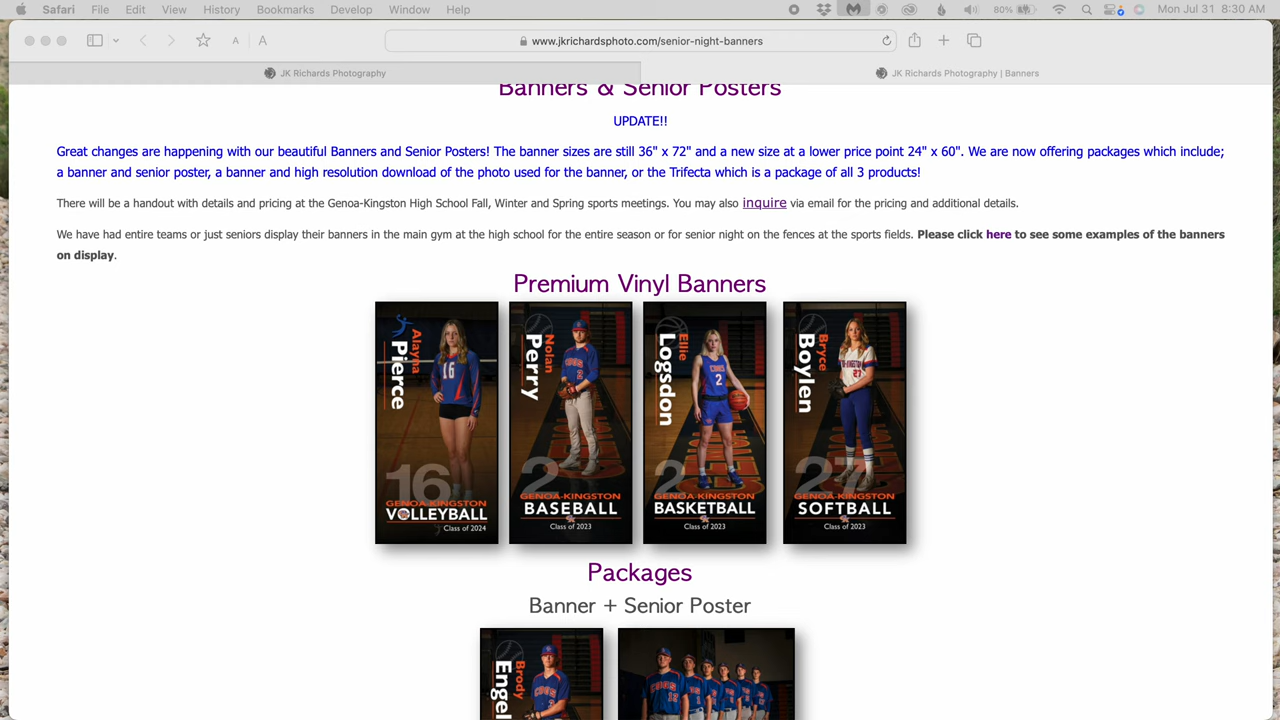 Safari File Edit View History Bookmarks Develop Window Help 80% Mon Jul 31 8:30 AM
A A www.jkrichardsphoto.com/senior-night-banners
JK Richards Photography JK Richards Photography | Banners
Banners & Senior Posters
UPDATE!!
Great changes are happening with our beautiful Banners and Senior Posters! The banner sizes are still 36" x 72" and a new size at a lower price point 24" x 60". We are now offering packages which include;
a banner and senior poster, a banner and high resolution download of the photo used for the banner, or the Trifecta which is a package of all 3 products!
There will be a handout with details and pricing at the Genoa-Kingston High School Fall, Winter and Spring sports meetings. You may also inquire via email for the pricing and additional details.
We have had entire teams or just seniors display their banners in the main gym at the high school for the entire season or for senior night on the fences at the sports fields. Please click here to see some examples of the banners
on display.
Premium Vinyl Banners
Alayna
Pierce
16
16
GENOA-KINGSTON
VOLLEYBALL
Class of 2024
Nolan
Perry
COGS
2
2
GENOA-KINGSTON
BASEBALL
Class of 2023
Ellie
Logsdon
COGS
2
2
GENOA-KINGSTON
BASKETBALL
Class of 2023
Bryce
Boylen
27
27
GENOA-KINGSTON
SOFTBALL
Class of 2023
Packages
Banner + Senior Poster
Brody
Engel
COGS